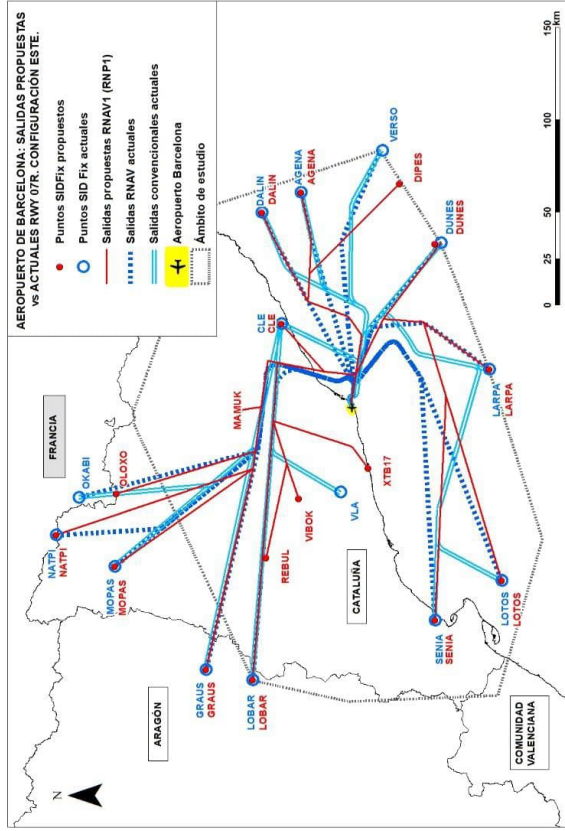 AEROPUERTO DE BARCELONA: SALIDAS PROPUESTAS
vs ACTUALES RWY 07R. CONFIGURACIÓN ESTE.
Puntos SIDFix propuestos
Puntos SID Fix actuales
Salidas propuestas RNAV1 (RNP1)
Salidas RNAV actuales
Salidas convencionales actuales
Aeropuerto Barcelona
Ámbito de estudio
N
FRANCIA
ARAGÓN
CATALUÑA
COMUNIDAD
VALENCIANA
NATPI
NATPI
OKABI
OLOXO
MOPAS
MOPAS
GRAUS
GRAUS
LOBAR
LOBAR
MAMUK
CLE
CLE
DALIN
DALIN
AGENA
AGENA
VERSO
DIPES
DUNES
DUNES
REBUL
VIBOK
VLA
XTB17
LARPA
LARPA
SENIA
SENIA
LOTOS
LOTOS
0
50
100
150
km